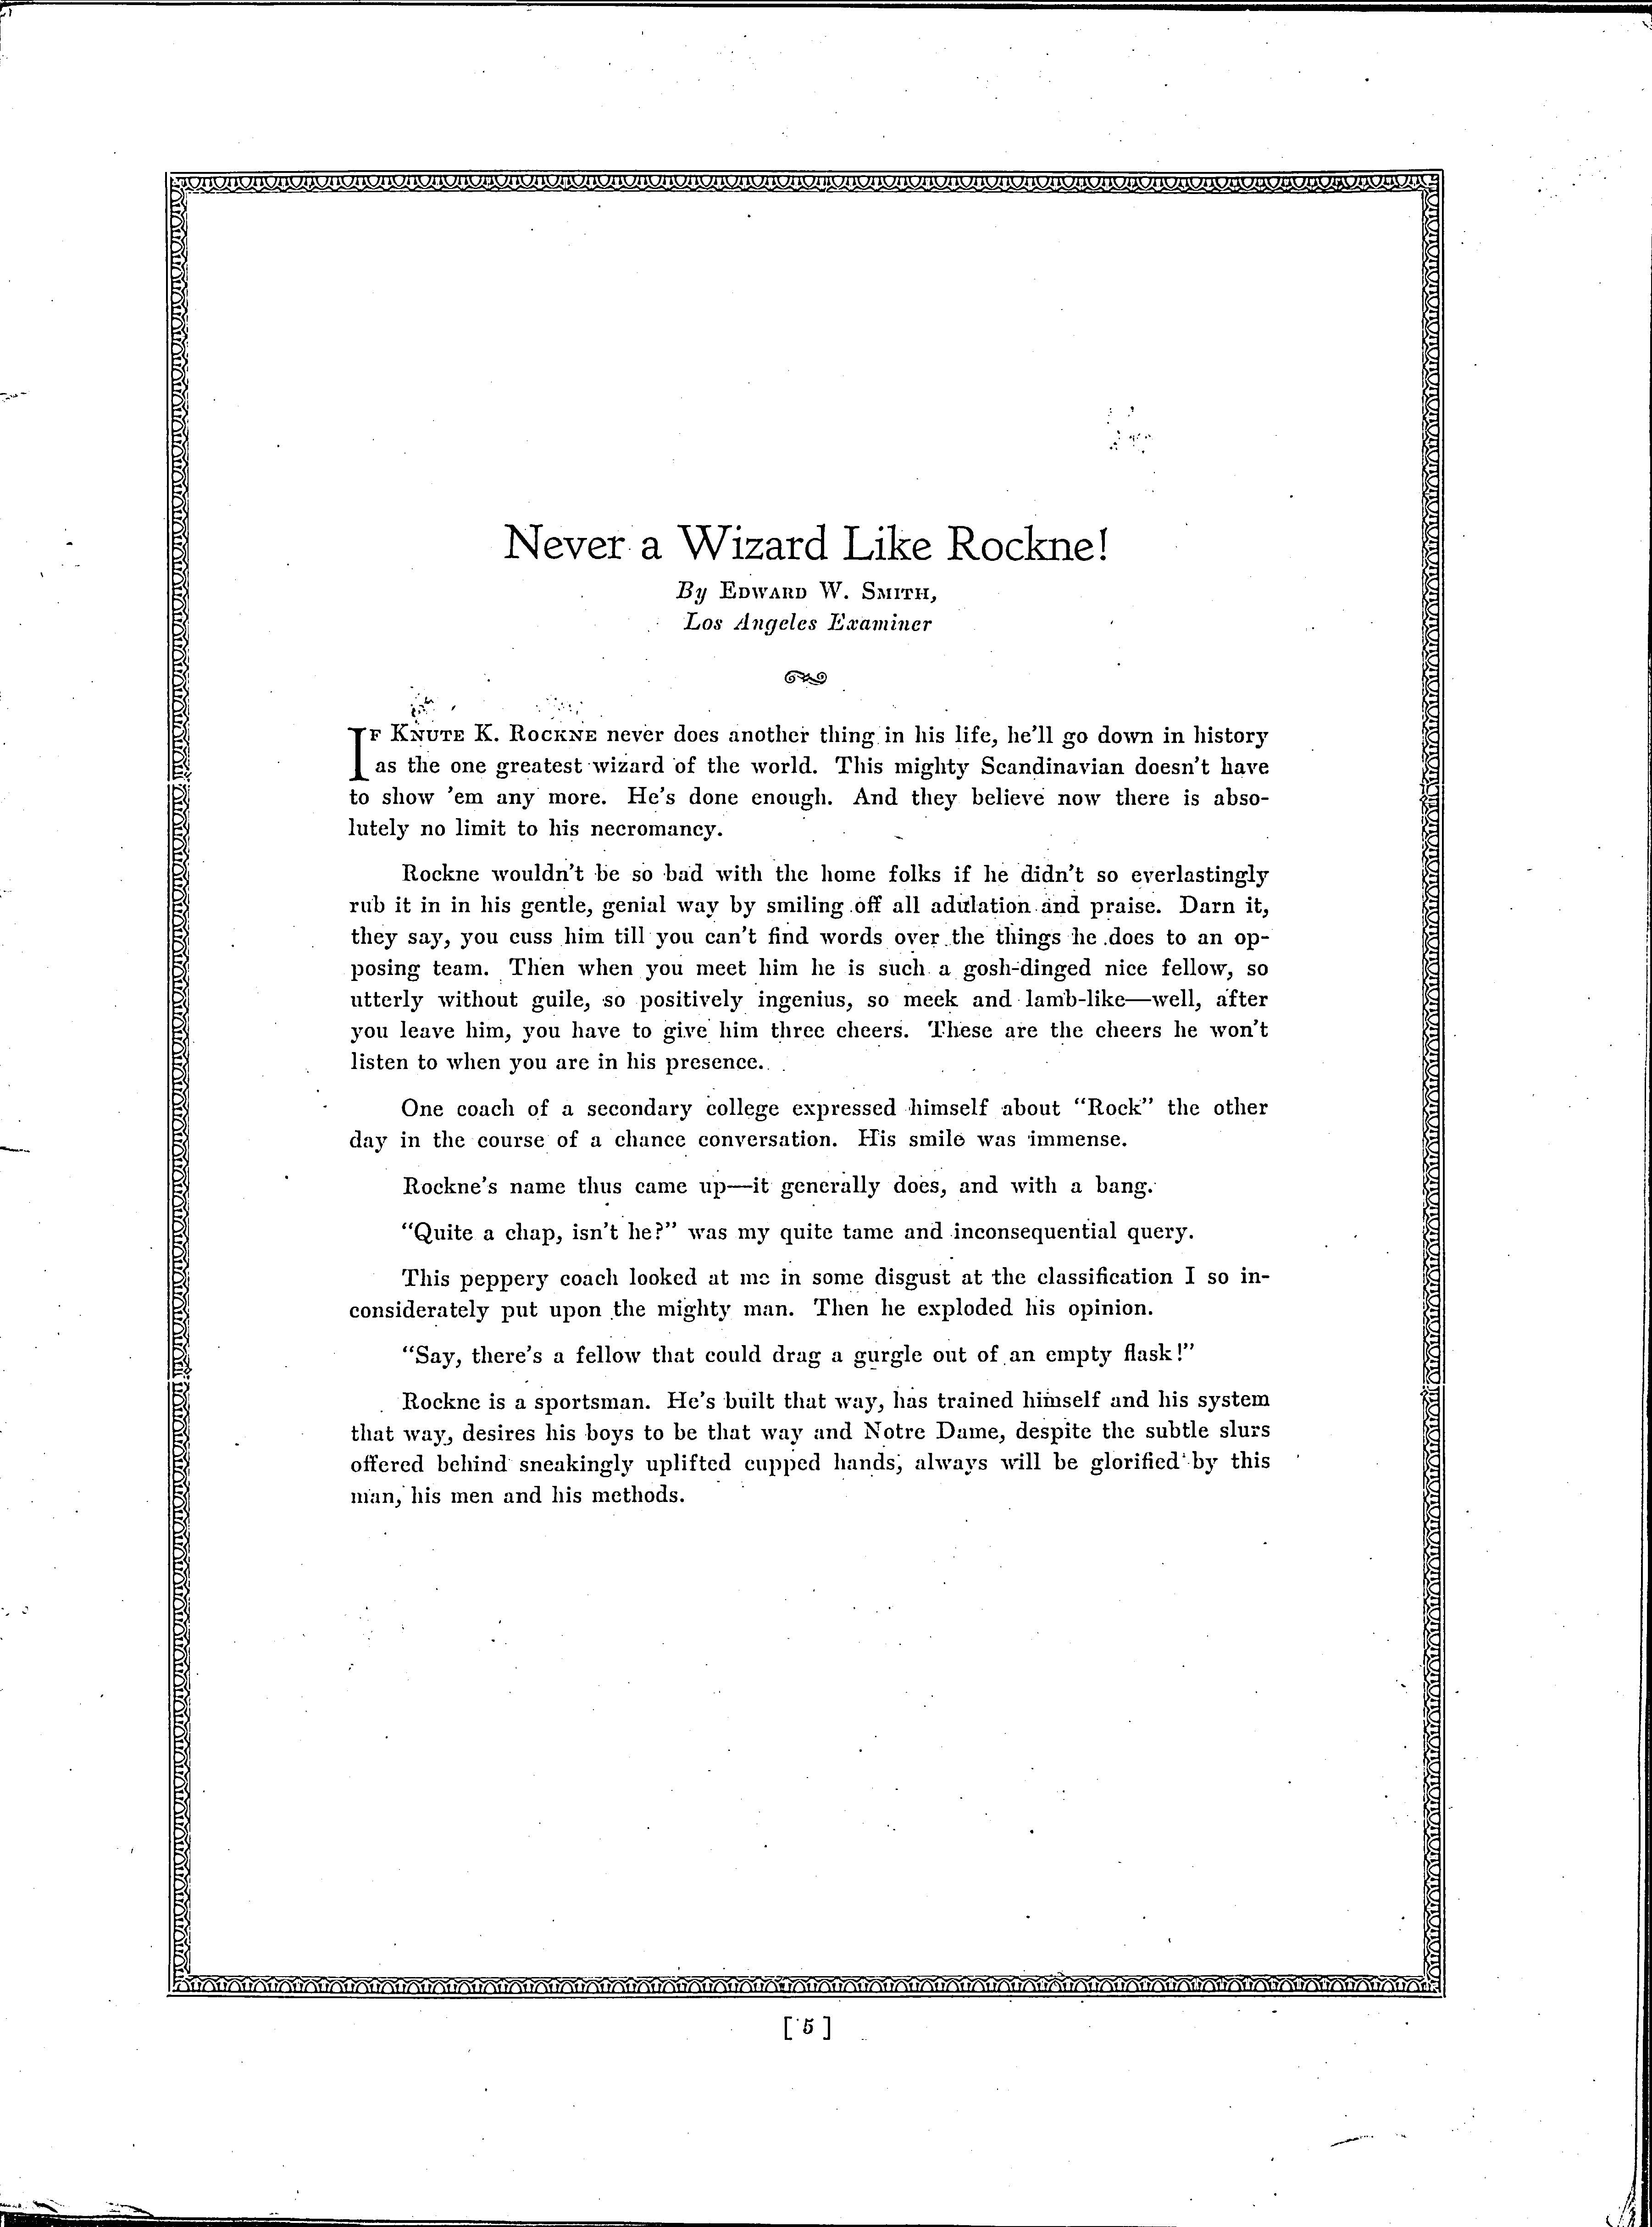 Never a Wizard Like Rockne!
By Edward W. Smith,
Los Angeles Examiner
If Knute K. Rockne never does another thing in his life, he'll go down in history
as the one greatest wizard of the world. This mighty Scandinavian doesn't have
to show 'em any more. He's done enough. And they believe now there is abso-
lutely no limit to his necromancy.
Rockne wouldn't be so bad with the home folks if he didn't so everlastingly
rub it in in his gentle, genial way by smiling off all adulation and praise. Darn it,
they say, you cuss him till you can't find words over the things he does to an op-
posing team. Then when you meet him he is such a gosh-dinged nice fellow, so
utterly without guile, so positively ingenius, so meek and lamb-like—well, after
you leave him, you have to give him three cheers. These are the cheers he won't
listen to when you are in his presence.
One coach of a secondary college expressed himself about "Rock" the other
day in the course of a chance conversation. His smile was immense.
Rockne's name thus came up—it generally does, and with a bang.
"Quite a chap, isn't he?" was my quite tame and inconsequential query.
This peppery coach looked at me in some disgust at the classification I so in-
considerately put upon the mighty man. Then he exploded his opinion.
"Say, there's a fellow that could drag a gurgle out of an empty flask!"
Rockne is a sportsman. He's built that way, has trained himself and his system
that way, desires his boys to be that way and Notre Dame, despite the subtle slurs
offered behind sneakingly uplifted cupped hands, always will be glorified by this
man, his men and his methods.
[ 5 ]